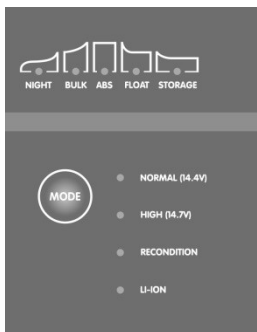 NIGHT BULK ABS FLOAT STORAGE
NORMAL (14.4V)
MODE
HIGH (14.7V)
RECONDITION
LI-ION